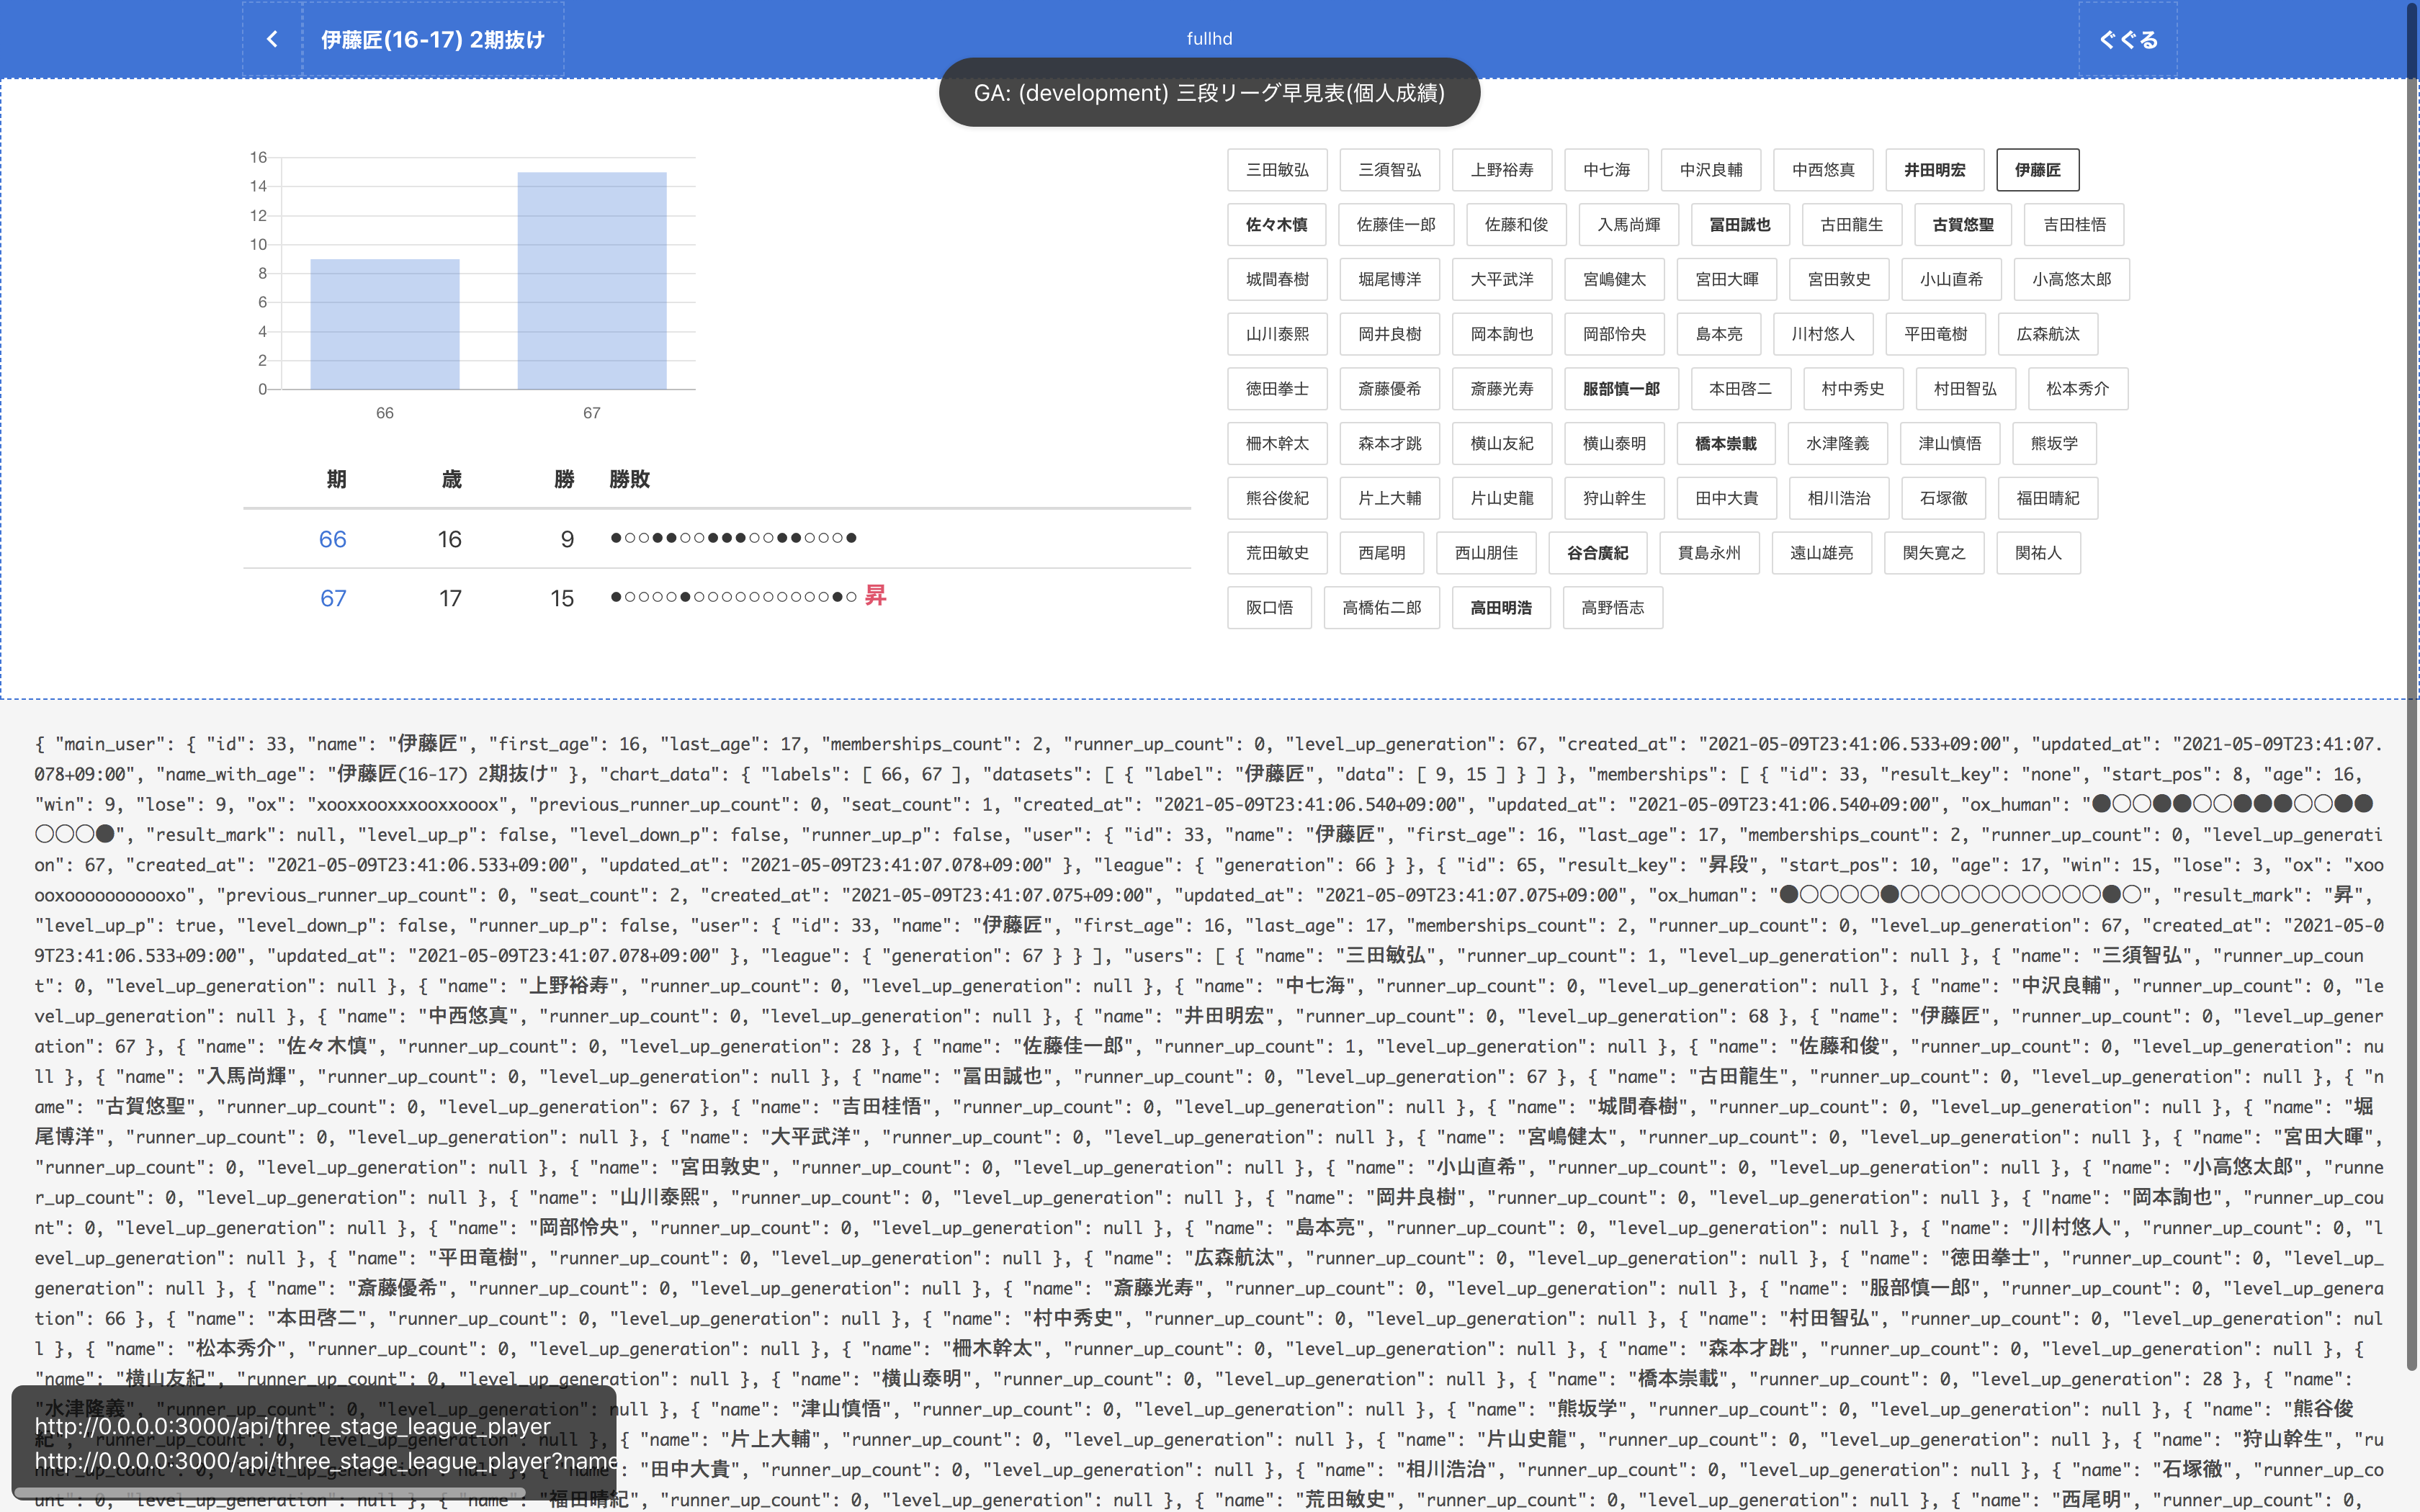 伊藤匠(16-17) 2期抜け
fullhd
ぐぐる
GA: (development) 三段リーグ早見表(個人成績)
16
14
12
10
8
6
4
2
0
66 67
期 歳 勝 勝敗
66 16 9 ●○○●●○○●●●○○●●○○○●
67 17 15 ●○○○○●○○○○○○○○○○●○ 昇
三田敏弘 三須智弘 上野裕寿 中七海 中沢良輔 中西悠真 井田明宏 伊藤匠
佐々木慎 佐藤佳一郎 佐藤和俊 入馬尚輝 冨田誠也 古田龍生 古賀悠聖 吉田桂悟
城間春樹 堀尾博洋 大平武洋 宮嶋健太 宮田大暉 宮田敦史 小山直希 小高悠太郎
山川泰熙 岡井良樹 岡本詢也 岡部怜央 島本亮 川村悠人 平田竜樹 広森航汰
徳田拳士 斎藤優希 斎藤光寿 服部慎一郎 本田啓二 村中秀史 村田智弘 松本秀介
柵木幹太 森本才跳 横山友紀 横山泰明 橋本崇載 水津隆義 津山慎悟 熊坂学
熊谷俊紀 片上大輔 片山史龍 狩山幹生 田中大貴 相川浩治 石塚徹 福田晴紀
荒田敏史 西尾明 西山朋佳 谷合廣紀 貫島永州 遠山雄亮 関矢寛之 関祐人
阪口悟 高橋佑二郎 高田明浩 高野悟志
{ "main_user": { "id": 33, "name": "伊藤匠", "first_age": 16, "last_age": 17, "memberships_count": 2, "runner_up_count": 0, "level_up_generation": 67, "created_at": "2021-05-09T23:41:06.533+09:00", "updated_at": "2021-05-09T23:41:07.
078+09:00", "name_with_age": "伊藤匠(16-17) 2期抜け" }, "chart_data": { "labels": [ 66, 67 ], "datasets": [ { "label": "伊藤匠", "data": [ 9, 15 ] } ] }, "memberships": [ { "id": 33, "result_key": "none", "start_pos": 8, "age": 16,
"win": 9, "lose": 9, "ox": "xooxxooxxxooxxooox", "previous_runner_up_count": 0, "seat_count": 1, "created_at": "2021-05-09T23:41:06.540+09:00", "updated_at": "2021-05-09T23:41:06.540+09:00", "ox_human": "●○○●●○○●●●○○●●
○○○●", "result_mark": null, "level_up_p": false, "level_down_p": false, "runner_up_p": false, "user": { "id": 33, "name": "伊藤匠", "first_age": 16, "last_age": 17, "memberships_count": 2, "runner_up_count": 0, "level_up_generati
on": 67, "created_at": "2021-05-09T23:41:06.533+09:00", "updated_at": "2021-05-09T23:41:07.078+09:00" }, "league": { "generation": 66 } }, { "id": 65, "result_key": "昇段", "start_pos": 10, "age": 17, "win": 15, "lose": 3, "ox": "xoo
ooxooooooooooxo", "previous_runner_up_count": 0, "seat_count": 2, "created_at": "2021-05-09T23:41:07.075+09:00", "updated_at": "2021-05-09T23:41:07.075+09:00", "ox_human": "●○○○○●○○○○○○○○○○●○", "result_mark": "昇",
"level_up_p": true, "level_down_p": false, "runner_up_p": false, "user": { "id": 33, "name": "伊藤匠", "first_age": 16, "last_age": 17, "memberships_count": 2, "runner_up_count": 0, "level_up_generation": 67, "created_at": "2021-05-0
9T23:41:06.533+09:00", "updated_at": "2021-05-09T23:41:07.078+09:00" }, "league": { "generation": 67 } } ], "users": [ { "name": "三田敏弘", "runner_up_count": 1, "level_up_generation": null }, { "name": "三須智弘", "runner_up_coun
t": 0, "level_up_generation": null }, { "name": "上野裕寿", "runner_up_count": 0, "level_up_generation": null }, { "name": "中七海", "runner_up_count": 0, "level_up_generation": null }, { "name": "中沢良輔", "runner_up_count": 0, "le
vel_up_generation": null }, { "name": "中西悠真", "runner_up_count": 0, "level_up_generation": null }, { "name": "井田明宏", "runner_up_count": 0, "level_up_generation": 68 }, { "name": "伊藤匠", "runner_up_count": 0, "level_up_gener
ation": 67 }, { "name": "佐々木慎", "runner_up_count": 0, "level_up_generation": 28 }, { "name": "佐藤佳一郎", "runner_up_count": 1, "level_up_generation": null }, { "name": "佐藤和俊", "runner_up_count": 0, "level_up_generation": nu
ll }, { "name": "入馬尚輝", "runner_up_count": 0, "level_up_generation": null }, { "name": "冨田誠也", "runner_up_count": 0, "level_up_generation": 67 }, { "name": "古田龍生", "runner_up_count": 0, "level_up_generation": null }, { "n
ame": "古賀悠聖", "runner_up_count": 0, "level_up_generation": 67 }, { "name": "吉田桂悟", "runner_up_count": 0, "level_up_generation": null }, { "name": "城間春樹", "runner_up_count": 0, "level_up_generation": null }, { "name": "堀
尾博洋", "runner_up_count": 0, "level_up_generation": null }, { "name": "大平武洋", "runner_up_count": 0, "level_up_generation": null }, { "name": "宮嶋健太", "runner_up_count": 0, "level_up_generation": null }, { "name": "宮田大暉",
"runner_up_count": 0, "level_up_generation": null }, { "name": "宮田敦史", "runner_up_count": 0, "level_up_generation": null }, { "name": "小山直希", "runner_up_count": 0, "level_up_generation": null }, { "name": "小高悠太郎", "runne
r_up_count": 0, "level_up_generation": null }, { "name": "山川泰熙", "runner_up_count": 0, "level_up_generation": null }, { "name": "岡井良樹", "runner_up_count": 0, "level_up_generation": null }, { "name": "岡本詢也", "runner_up_cou
nt": 0, "level_up_generation": null }, { "name": "岡部怜央", "runner_up_count": 0, "level_up_generation": null }, { "name": "島本亮", "runner_up_count": 0, "level_up_generation": null }, { "name": "川村悠人", "runner_up_count": 0, "l
evel_up_generation": null }, { "name": "平田竜樹", "runner_up_count": 0, "level_up_generation": null }, { "name": "広森航汰", "runner_up_count": 0, "level_up_generation": null }, { "name": "徳田拳士", "runner_up_count": 0, "level_up_
generation": null }, { "name": "斎藤優希", "runner_up_count": 0, "level_up_generation": null }, { "name": "斎藤光寿", "runner_up_count": 0, "level_up_generation": null }, { "name": "服部慎一郎", "runner_up_count": 0, "level_up_genera
tion": 66 }, { "name": "本田啓二", "runner_up_count": 0, "level_up_generation": null }, { "name": "村中秀史", "runner_up_count": 0, "level_up_generation": null }, { "name": "村田智弘", "runner_up_count": 0, "level_up_generation": nul
l }, { "name": "松本秀介", "runner_up_count": 0, "level_up_generation": null }, { "name": "柵木幹太", "runner_up_count": 0, "level_up_generation": null }, { "name": "森本才跳", "runner_up_count": 0, "level_up_generation": null }, {
"name": "横山友紀", "runner_up_count": 0, "level_up_generation": null }, { "name": "横山泰明", "runner_up_count": 0, "level_up_generation": null }, { "name": "橋本崇載", "runner_up_count": 0, "level_up_generation": 28 }, { "name":
"水津隆義", "runner_up_count": 0, "level_up_generation": null }, { "name": "津山慎悟", "runner_up_count": 0, "level_up_generation": null }, { "name": "熊坂学", "runner_up_count": 0, "level_up_generation": null }, { "name": "熊谷俊
紀", "runner_up_count": 0, "level_up_generation": null }, { "name": "片上大輔", "runner_up_count": 0, "level_up_generation": null }, { "name": "片山史龍", "runner_up_count": 0, "level_up_generation": null }, { "name": "狩山幹生", "ru
": "田中大貴", "runner_up_count": 0, "level_up_generation": null }, { "name": "相川浩治", "runner_up_count": 0, "level_up_generation": null }, { "name": "石塚徹", "runner_up_co
unt": 0, "level_up_generation": null }, { "name": "福田晴紀", "runner_up_count": 0, "level_up_generation": null }, { "name": "荒田敏史", "runner_up_count": 0, "level_up_generation": null }, { "name": "西尾明", "runner_up_count": 0,
http://0.0.0.0:3000/api/three_stage_league_player
http://0.0.0.0:3000/api/three_stage_league_player?name